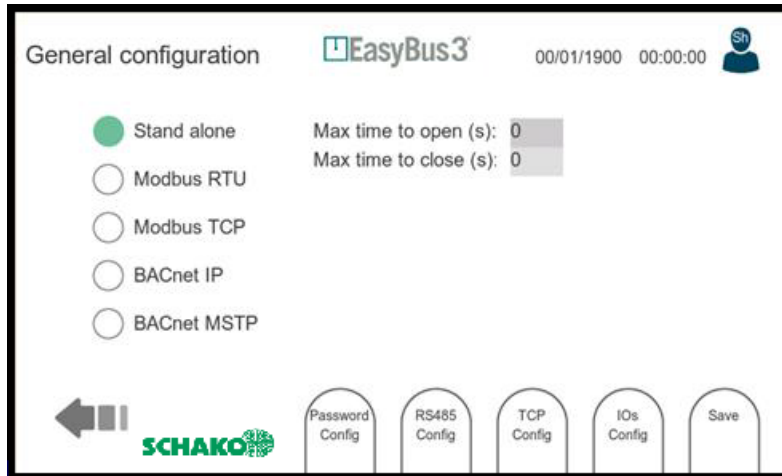 General configuration
EasyBus3
00/01/1900 00:00:00
Sh
Stand alone
Modbus RTU
Modbus TCP
BACnet IP
BACnet MSTP
Max time to open (s): 0
Max time to close (s): 0
SCHAKO
Password
Config
RS485
Config
TCP
Config
IOs
Config
Save